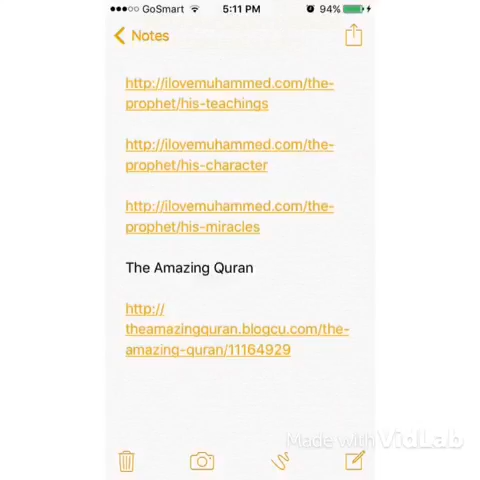 GoSmart 5:11 PM 94%
Notes
http://ilovemuhammed.com/the-
prophet/his-teachings
http://ilovemuhammed.com/the-
prophet/his-character
http://ilovemuhammed.com/the-
prophet/his-miracles
The Amazing Quran
http://
theamazingquran.blogcu.com/the-
amazing-quran/11164929
Made with VidLab